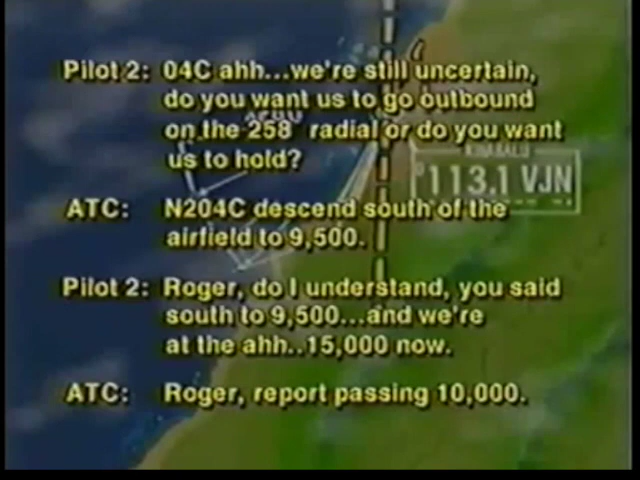 Pilot 2: 04C ahh...we're still uncertain,
do you want us to go outbound
on the 258° radial or do you want
us to hold?
KINABALU
113.1 VJN
ATC: N204C descend south of the
airfield to 9,500.
Pilot 2: Roger, do I understand, you said
south to 9,500...and we're
at the ahh..15,000 now.
ATC: Roger, report passing 10,000.